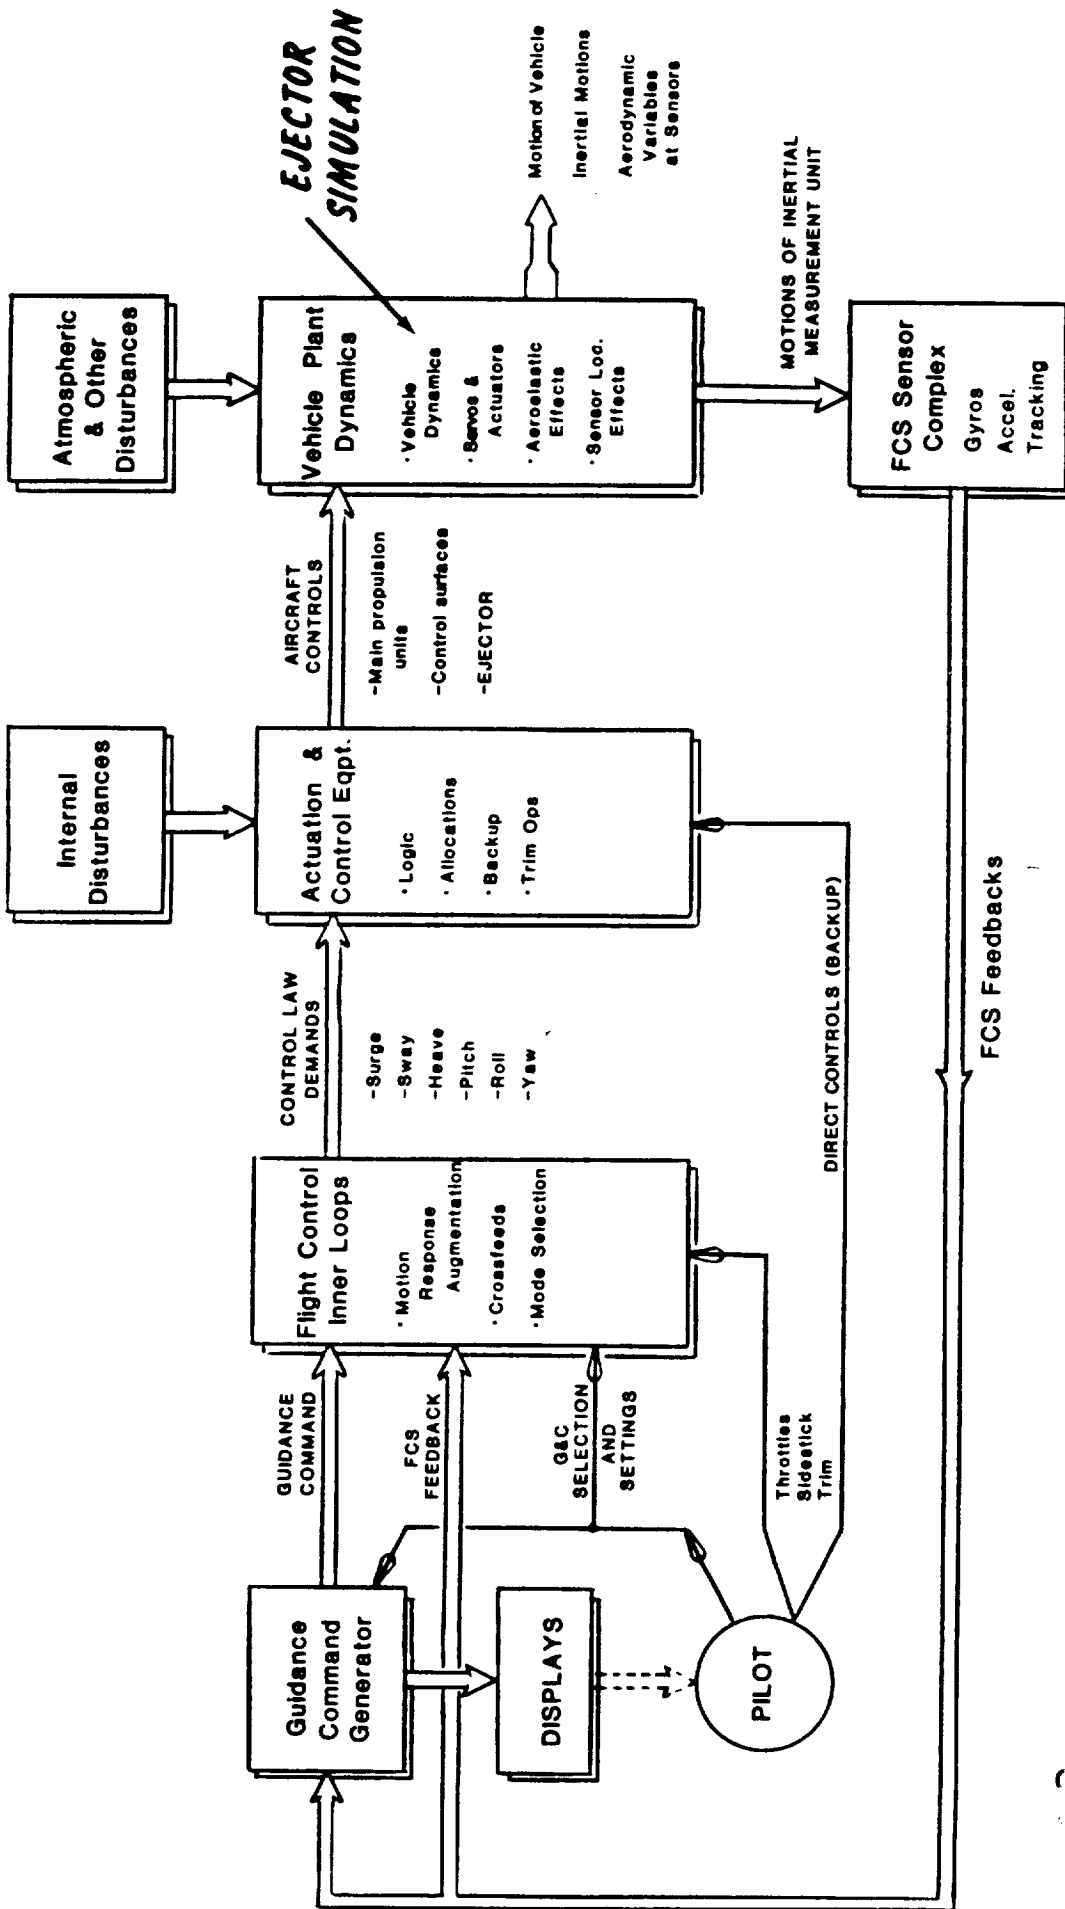 EJECTOR
SIMULATION
Atmospheric
& Other
Disturbances
Internal
Disturbances
Guidance
Command
Generator
GUIDANCE
COMMAND
Flight Control
Inner Loops
· Motion
Response
Augmentation
· Crossfeeds
· Mode Selection
CONTROL LAW
DEMANDS
-Surge
-Sway
-Heave
-Pitch
-Roll
-Yaw
Actuation &
Control Eqpt.
· Logic
· Allocations
· Backup
· Trim Ops
AIRCRAFT
CONTROLS
-Main propulsion
units
-Control surfaces
-EJECTOR
Vehicle Plant
Dynamics
· Vehicle
Dynamics
· Servos &
Actuators
· Aeroelastic
Effects
· Sensor Loc.
Effects
Motion of Vehicle
Inertial Motions
Aerodynamic
Variables
at Sensors
FCS
FEEDBACK
DISPLAYS
G&C
SELECTION
AND
SETTINGS
PILOT
Throttles
Sidestick
Trim
DIRECT CONTROLS (BACKUP)
MOTIONS OF INERTIAL
MEASUREMENT UNIT
FCS Sensor
Complex
Gyros
Accel.
Tracking
FCS Feedbacks